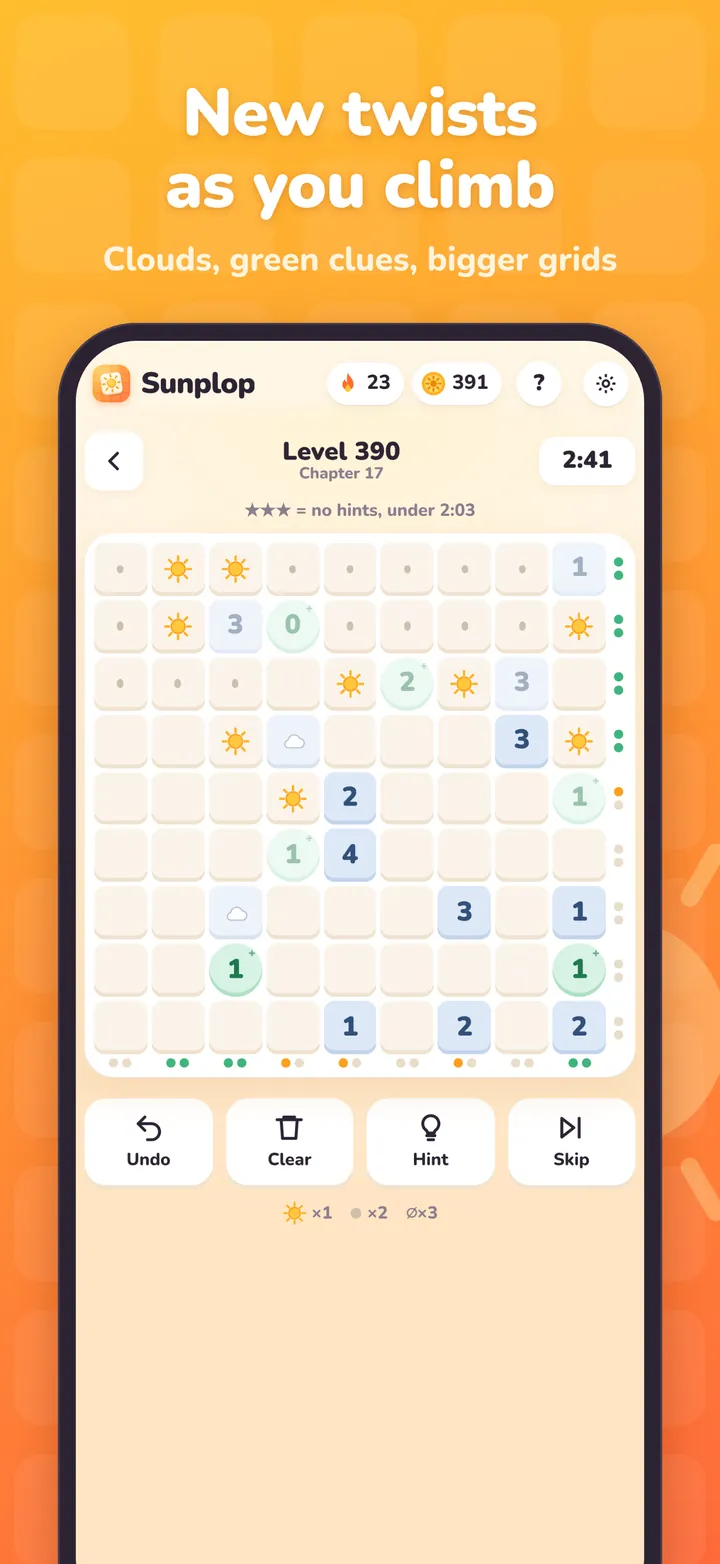 New twists
as you climb
Clouds, green clues, bigger grids
Sunplop 23 391 ?
Level 390
Chapter 17
2:41
★★★ = no hints, under 2:03
1
3 0+
2+ 3
3
2 1+
1+ 4
3 1
1+ 1+
1 2 2
Undo Clear Hint Skip
×1 ×2 ∅×3